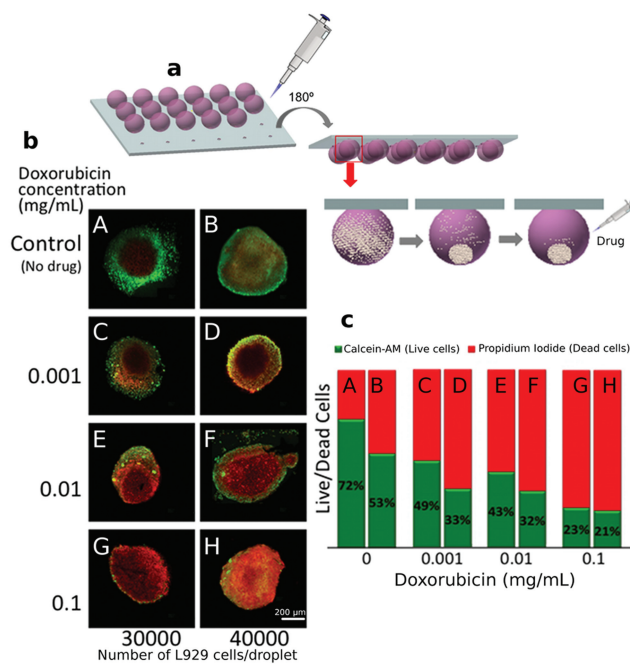 a
180º
Drug
b
Doxorubicin
concentration
(mg/mL)
Control
(No drug)
0.001
0.01
0.1
A
B
C
D
E
F
G
H
200 µm
30000
40000
Number of L929 cells/droplet
c
Calcein-AM (Live cells)
Propidium Iodide (Dead cells)
Live/Dead Cells
A
B
C
D
E
F
G
H
72%
53%
49%
33%
43%
32%
23%
21%
0
0.001
0.01
0.1
Doxorubicin (mg/mL)